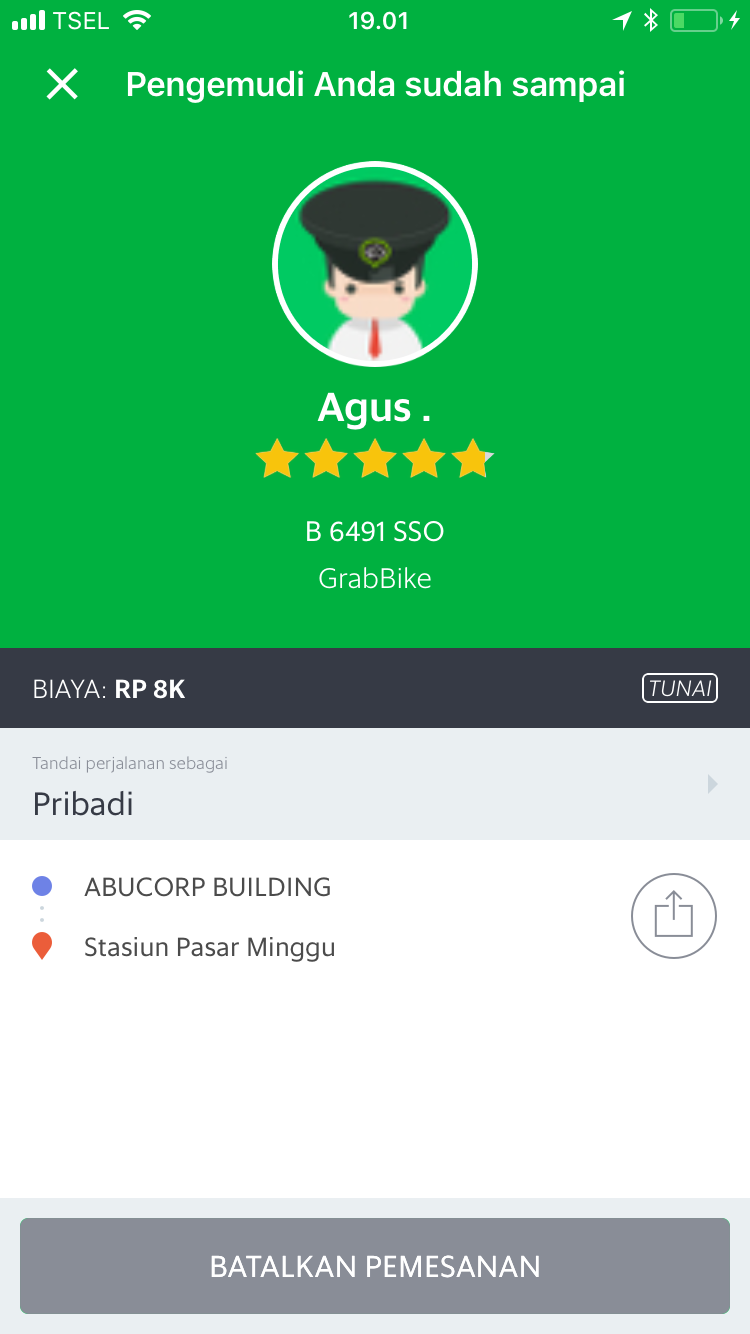 TSEL 19.01
Pengemudi Anda sudah sampai
Agus .
B 6491 SSO
GrabBike
BIAYA: RP 8K TUNAI
Tandai perjalanan sebagai
Pribadi
ABUCORP BUILDING
Stasiun Pasar Minggu
BATALKAN PEMESANAN